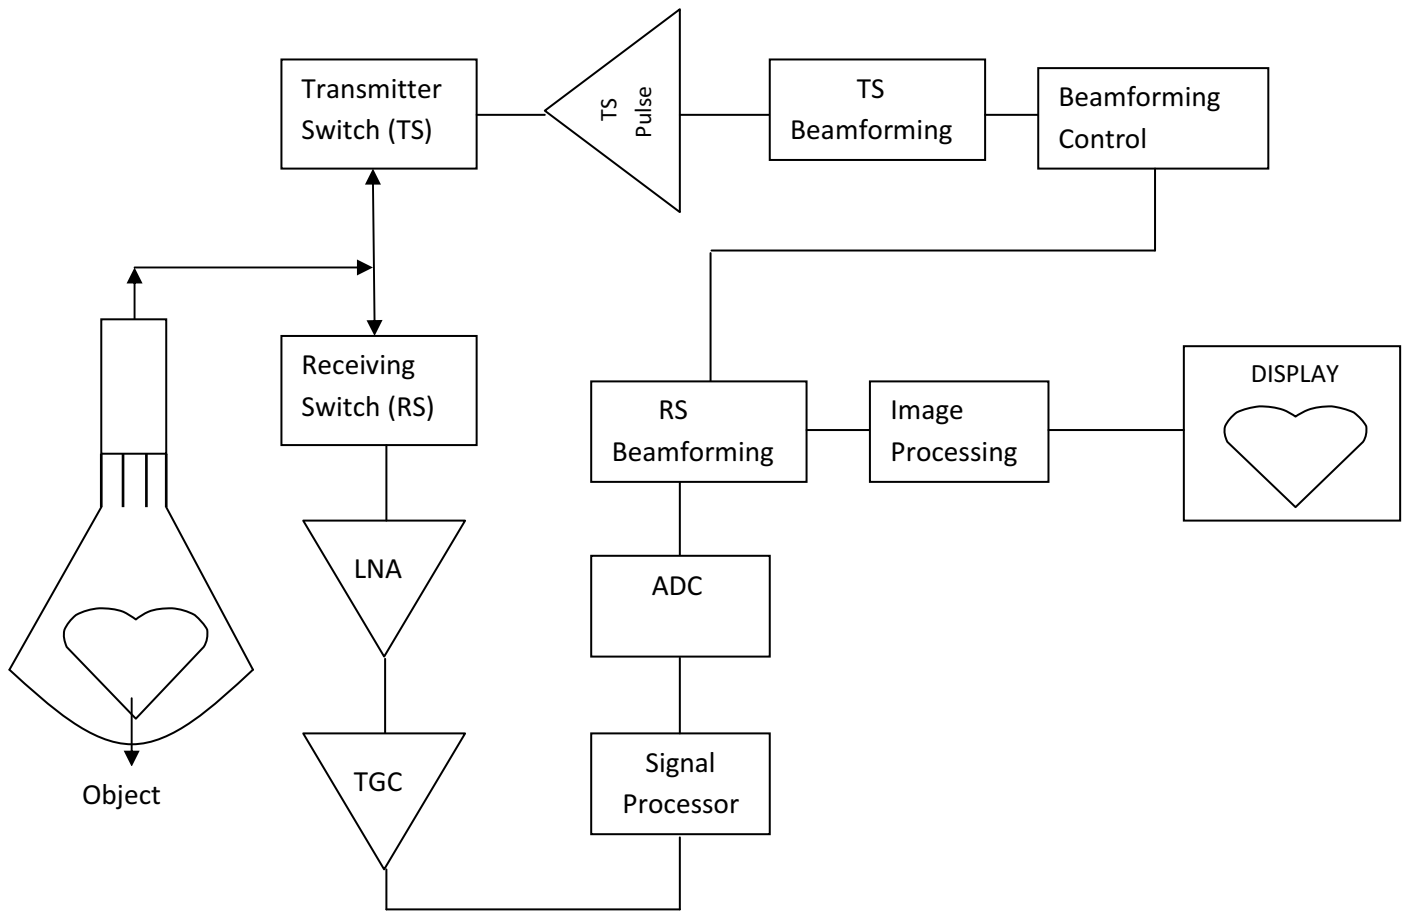 Transmitter
Switch (TS)
TS
Pulse
TS
Beamforming
Beamforming
Control
Receiving
Switch (RS)
RS
Beamforming
Image
Processing
DISPLAY
LNA
ADC
TGC
Signal
Processor
Object